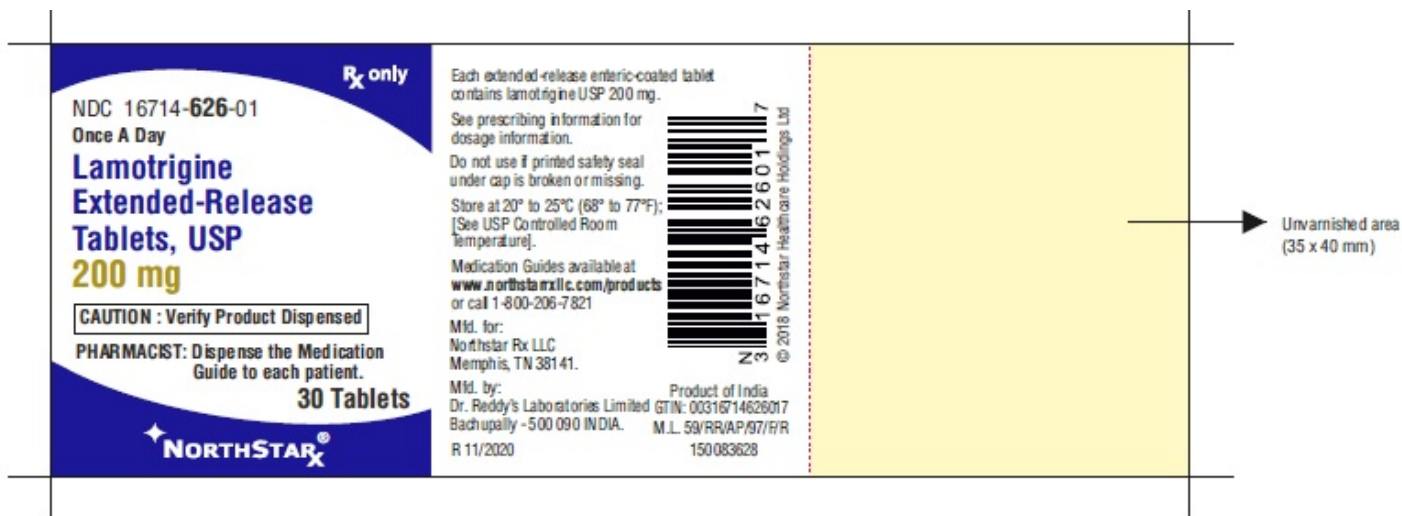 Rx only
NDC 16714-626-01
Once A Day
Lamotrigine
Extended-Release
Tablets, USP
200 mg
CAUTION : Verify Product Dispensed
PHARMACIST: Dispense the Medication
Guide to each patient.
30 Tablets
NORTHSTARx®
Each extended-release enteric-coated tablet
contains lamotrigine USP 200 mg.
See prescribing information for
dosage information.
Do not use if printed safety seal
under cap is broken or missing.
Store at 20° to 25°C (68° to 77°F);
[See USP Controlled Room
Temperature].
Medication Guides available at
www.northstarrxllc.com/products
or call 1-800-206-7821
Mfd. for:
Northstar Rx LLC
Memphis, TN 38141.
Mfd. by:
Dr. Reddy's Laboratories Limited
Bachupally - 500 090 INDIA.
R 11/2020
N
3 16714 62601 7
© 2018 Northstar Healthcare Holdings Ltd
Product of India
GTIN: 00316714626017
M.L. 59/RR/AP/97/F/R
150083628
Unvarnished area
(35 x 40 mm)